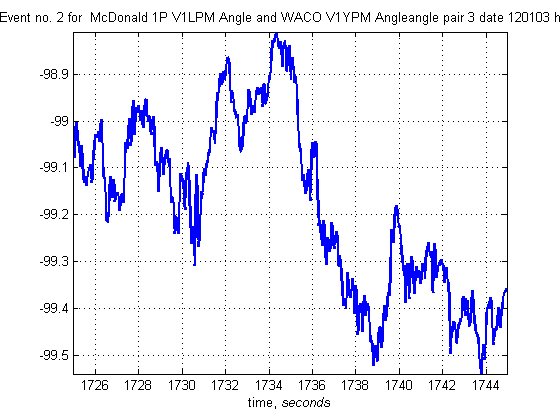 Event no. 2 for McDonald 1P V1LPM Angle and WACO V1YPM Angleangle pair 3 date 120103 h
-98.9
-99
-99.1
-99.2
-99.3
-99.4
-99.5
1726 1728 1730 1732 1734 1736 1738 1740 1742 1744
time, seconds